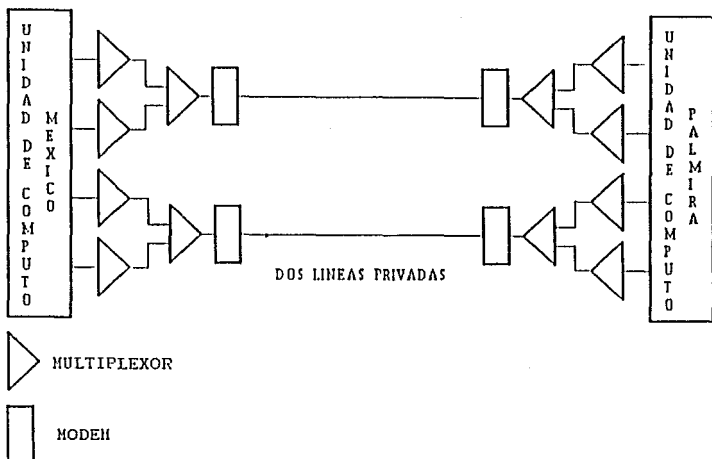 UNIDAD DE COMPUTO
MEXICO
PALMIRA
UNIDAD DE COMPUTO
DOS LINEAS PRIVADAS
MULTIPLEXOR
MODEM